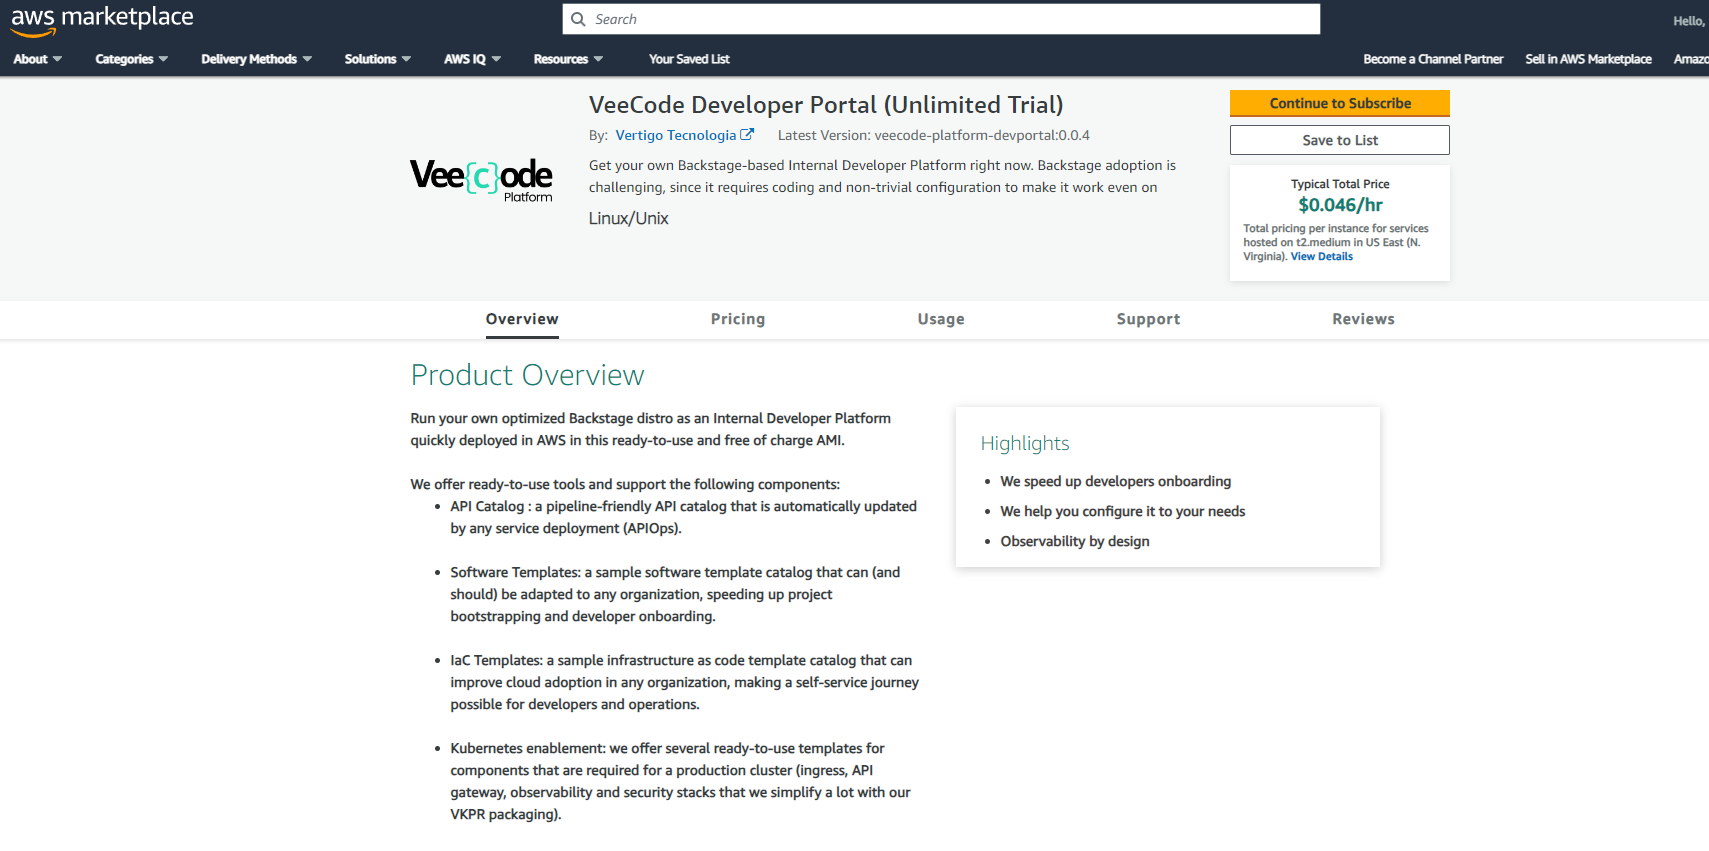 aws marketplace
Search
Hello,
About
Categories
Delivery Methods
Solutions
AWS IQ
Resources
Your Saved List
Become a Channel Partner
Sell in AWS Marketplace
Amazo
VeeCode Developer Portal (Unlimited Trial)
By: Vertigo Tecnologia
Latest Version: veecode-platform-devportal:0.0.4
Vee{c}ode
Platform
Get your own Backstage-based Internal Developer Platform right now. Backstage adoption is
challenging, since it requires coding and non-trivial configuration to make it work even on
Linux/Unix
Continue to Subscribe
Save to List
Typical Total Price
$0.046/hr
Total pricing per instance for services
hosted on t2.medium in US East (N.
Virginia). View Details
Overview
Pricing
Usage
Support
Reviews
Product Overview
Run your own optimized Backstage distro as an Internal Developer Platform
quickly deployed in AWS in this ready-to-use and free of charge AMI.
We offer ready-to-use tools and support the following components:
• API Catalog : a pipeline-friendly API catalog that is automatically updated
by any service deployment (APIOps).
• Software Templates: a sample software template catalog that can (and
should) be adapted to any organization, speeding up project
bootstrapping and developer onboarding.
• IaC Templates: a sample infrastructure as code template catalog that can
improve cloud adoption in any organization, making a self-service journey
possible for developers and operations.
• Kubernetes enablement: we offer several ready-to-use templates for
components that are required for a production cluster (ingress, API
gateway, observability and security stacks that we simplify a lot with our
VKPR packaging).
Highlights
• We speed up developers onboarding
• We help you configure it to your needs
• Observability by design